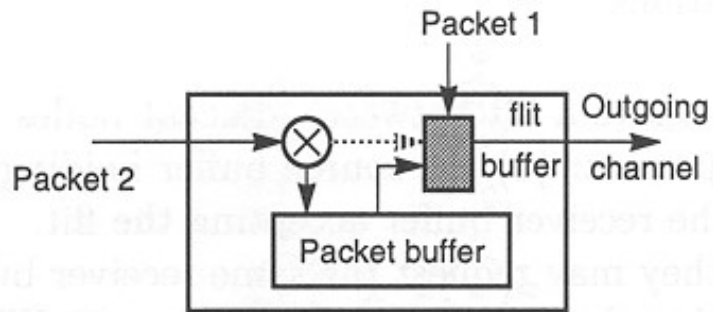 Packet 1
flit
Outgoing
Packet 2
buffer
channel
Packet buffer